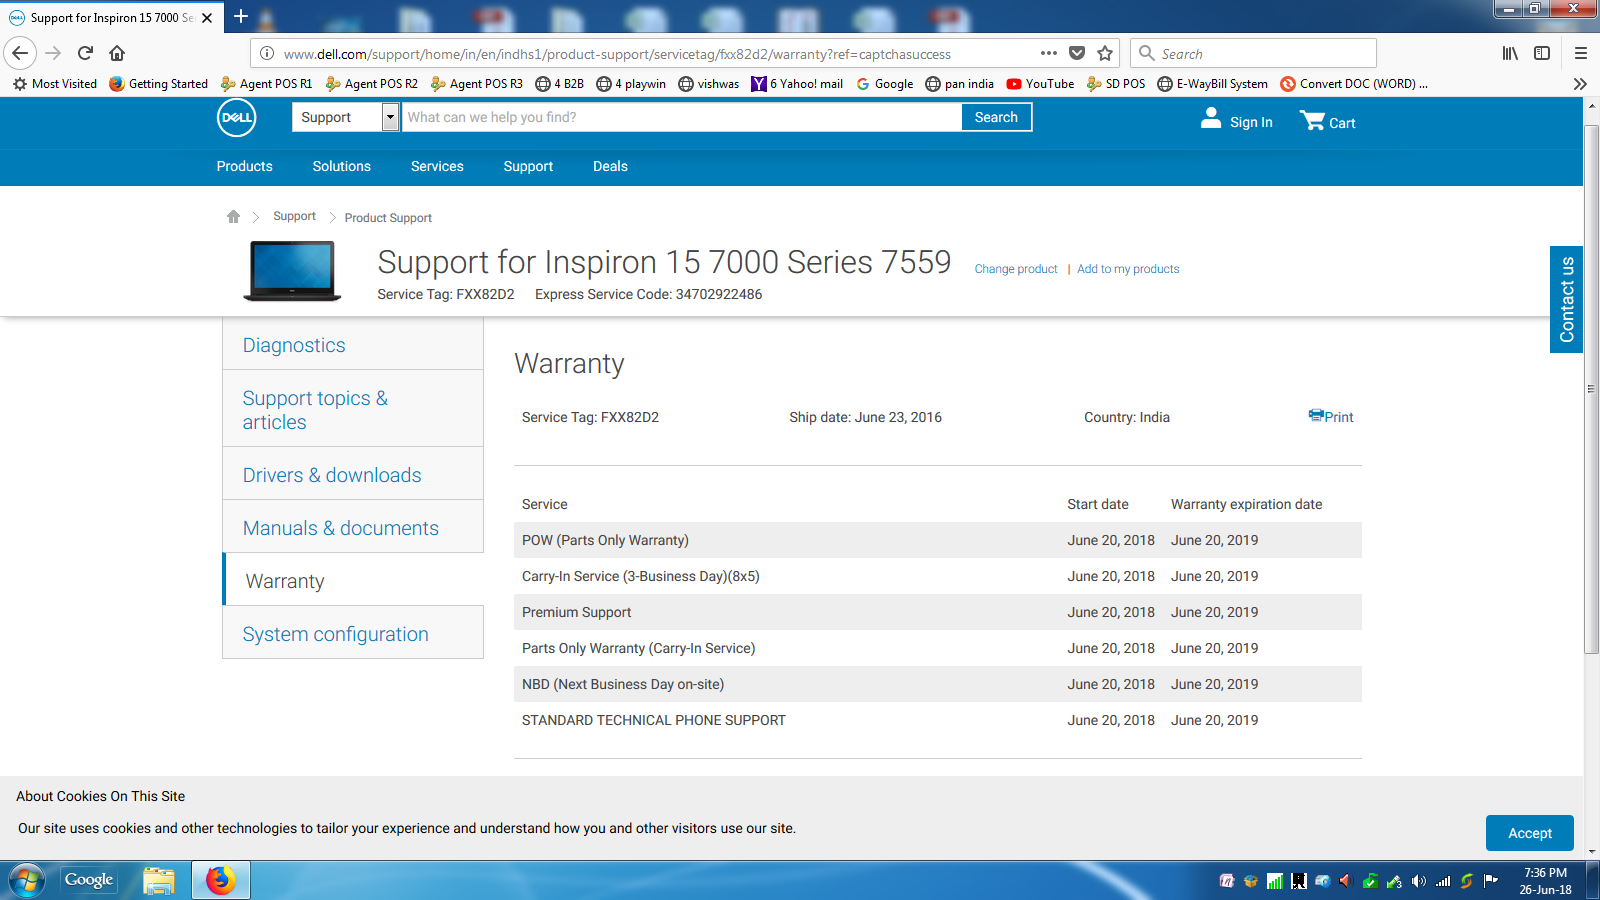 Support for Inspiron 15 7000 Se
www.dell.com/support/home/in/en/indhs1/product-support/servicetag/fxx82d2/warranty?ref=captchasuccess
Search
Most Visited Getting Started Agent POS R1 Agent POS R2 Agent POS R3 4 B2B 4 playwin vishwas 6 Yahoo! mail Google pan india YouTube SD POS E-WayBill System Convert DOC (WORD) ...
DELL Support What can we help you find? Search Sign In Cart
Products Solutions Services Support Deals
Support Product Support
Support for Inspiron 15 7000 Series 7559 Change product | Add to my products
Service Tag: FXX82D2 Express Service Code: 34702922486
Contact us
Diagnostics
Support topics &
articles
Drivers & downloads
Manuals & documents
Warranty
System configuration
Warranty
Service Tag: FXX82D2 Ship date: June 23, 2016 Country: India Print
Service Start date Warranty expiration date
POW (Parts Only Warranty) June 20, 2018 June 20, 2019
Carry-In Service (3-Business Day)(8x5) June 20, 2018 June 20, 2019
Premium Support June 20, 2018 June 20, 2019
Parts Only Warranty (Carry-In Service) June 20, 2018 June 20, 2019
NBD (Next Business Day on-site) June 20, 2018 June 20, 2019
STANDARD TECHNICAL PHONE SUPPORT June 20, 2018 June 20, 2019
About Cookies On This Site
Our site uses cookies and other technologies to tailor your experience and understand how you and other visitors use our site.
Accept
Google
7:36 PM
26-Jun-18